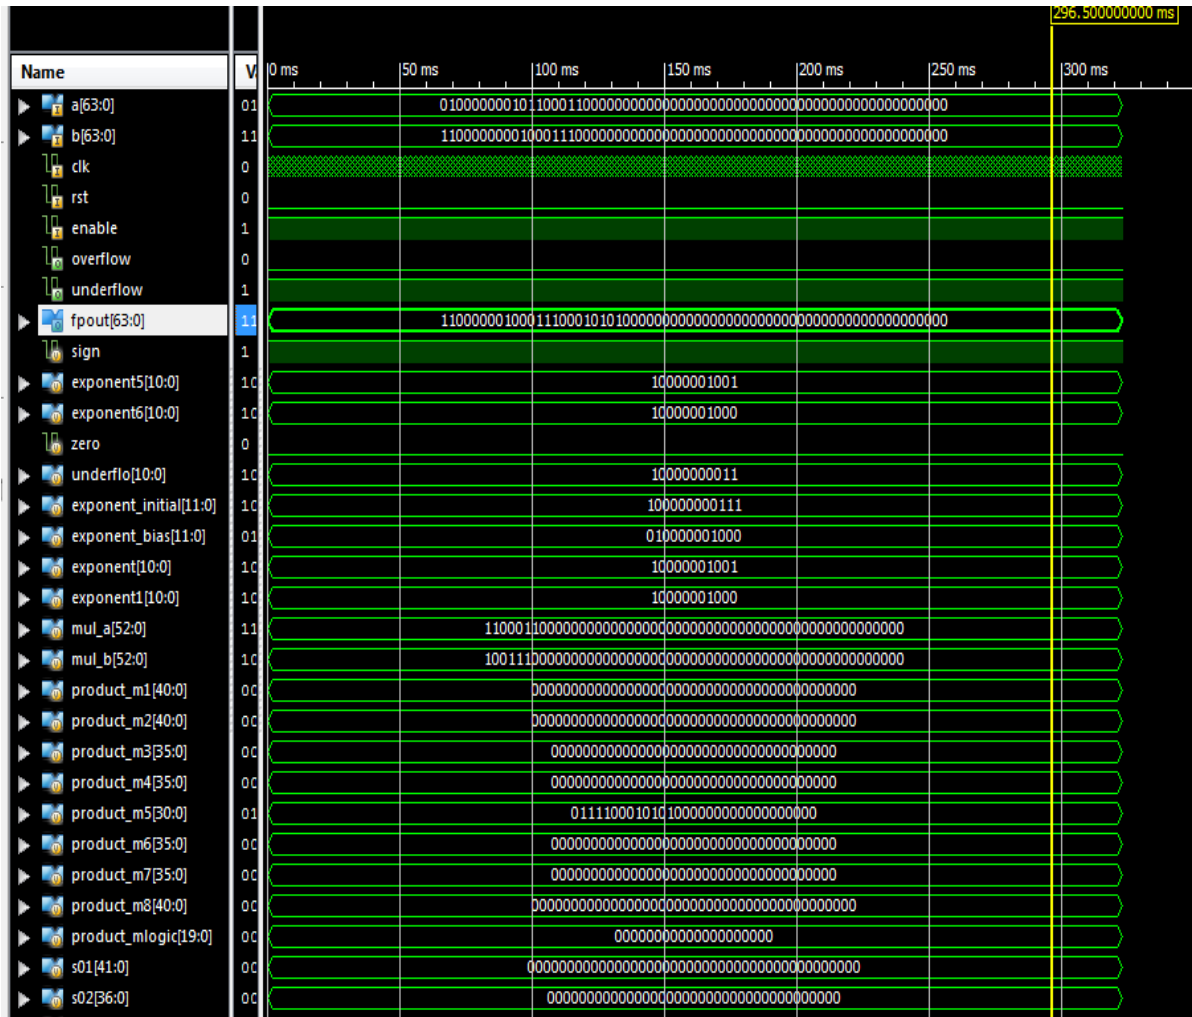 296.500000000 ms
Name V 0 ms 50 ms 100 ms 150 ms 200 ms 250 ms 300 ms
a[63:0] 01 0100000001011000110000000000000000000000000000000000000000000000
b[63:0] 11 1100000000100011100000000000000000000000000000000000000000000000
clk 0
rst 0
enable 1
overflow 0
underflow 1
fpout[63:0] 11 1100000010001110001010100000000000000000000000000000000000000000
sign 1
exponent5[10:0] 10 10000001001
exponent6[10:0] 10 10000001000
zero 0
underflo[10:0] 10 10000000011
exponent_initial[11:0] 10 100000000111
exponent_bias[11:0] 01 010000001000
exponent[10:0] 10 10000001001
exponent1[10:0] 10 10000001000
mul_a[52:0] 11 11000110000000000000000000000000000000000000000000000
mul_b[52:0] 10 10011100000000000000000000000000000000000000000000000
product_m1[40:0] 00 00000000000000000000000000000000000000000
product_m2[40:0] 00 00000000000000000000000000000000000000000
product_m3[35:0] 00 000000000000000000000000000000000000
product_m4[35:0] 00 000000000000000000000000000000000000
product_m5[30:0] 01 0111100010101000000000000000000
product_m6[35:0] 00 000000000000000000000000000000000000
product_m7[35:0] 00 000000000000000000000000000000000000
product_m8[40:0] 00 00000000000000000000000000000000000000000
product_mlogic[19:0] 00 00000000000000000000
s01[41:0] 00 000000000000000000000000000000000000000000
s02[36:0] 00 0000000000000000000000000000000000000